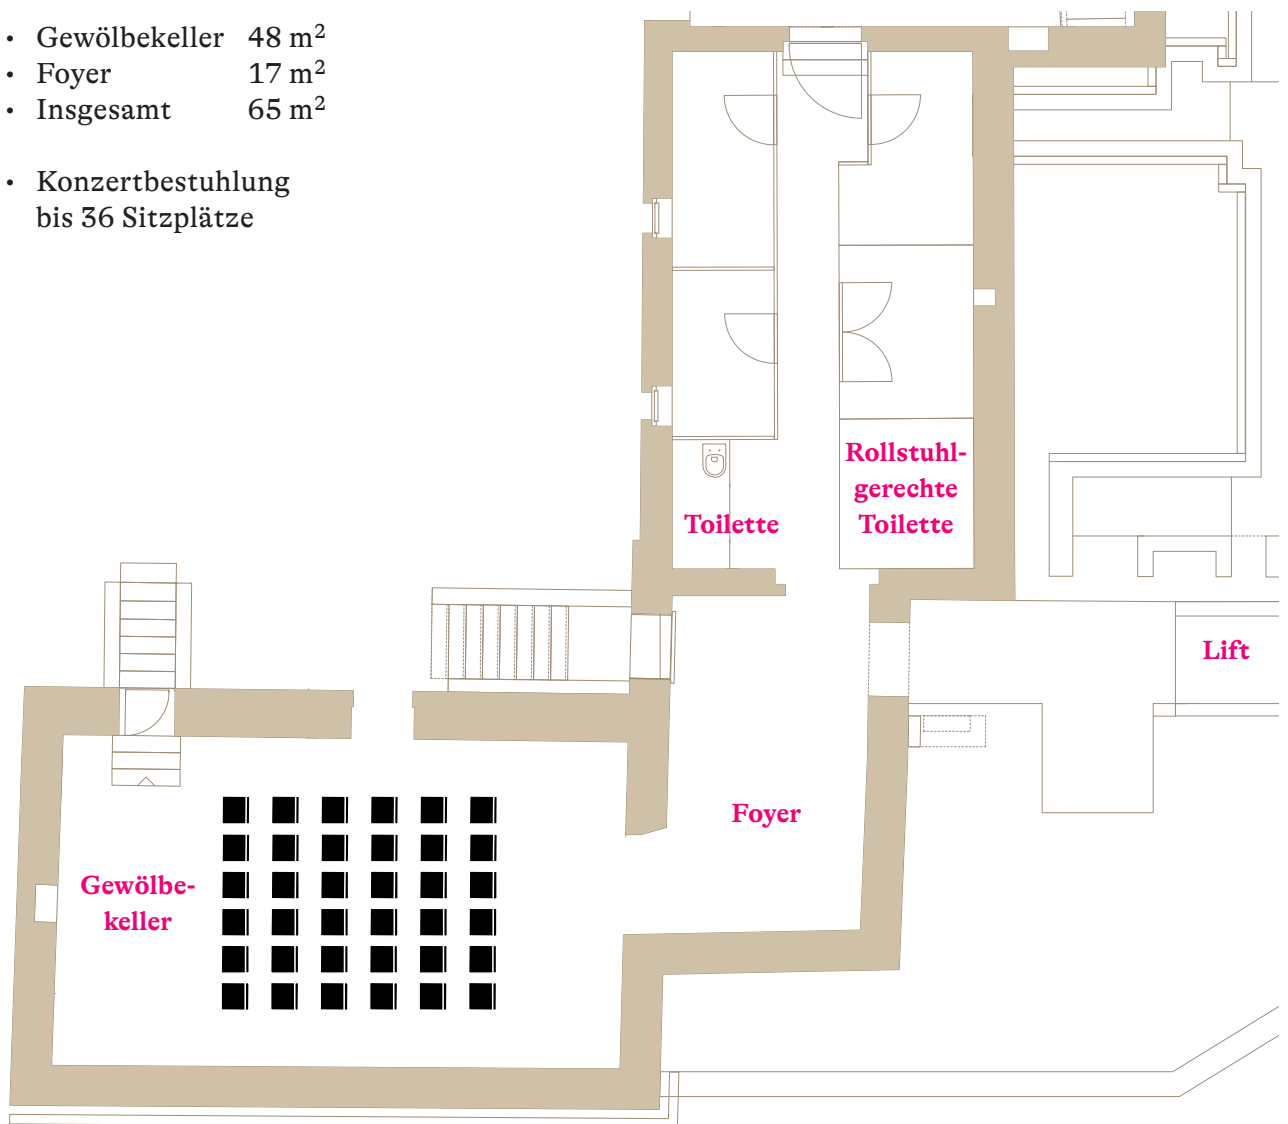 • Gewölbekeller 48 m²
• Foyer 17 m²
• Insgesamt 65 m²
• Konzertbestuhlung
bis 36 Sitzplätze
Rollstuhl-
gerechte
Toilette
Toilette
Lift
Foyer
Gewölbe-
keller